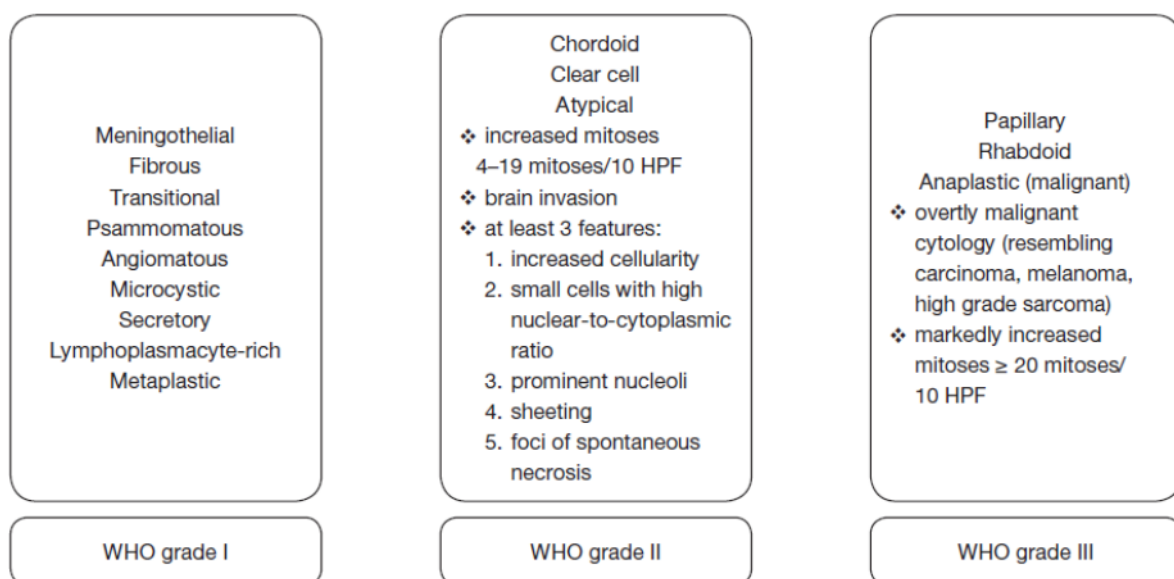 Meningothelial
Fibrous
Transitional
Psammomatous
Angiomatous
Microcystic
Secretory
Lymphoplasmacyte-rich
Metaplastic
WHO grade I
Chordoid
Clear cell
Atypical
❖ increased mitoses
4–19 mitoses/10 HPF
❖ brain invasion
❖ at least 3 features:
1. increased cellularity
2. small cells with high
nuclear-to-cytoplasmic
ratio
3. prominent nucleoli
4. sheeting
5. foci of spontaneous
necrosis
WHO grade II
Papillary
Rhabdoid
Anaplastic (malignant)
❖ overtly malignant
cytology (resembling
carcinoma, melanoma,
high grade sarcoma)
❖ markedly increased
mitoses ≥ 20 mitoses/
10 HPF
WHO grade III